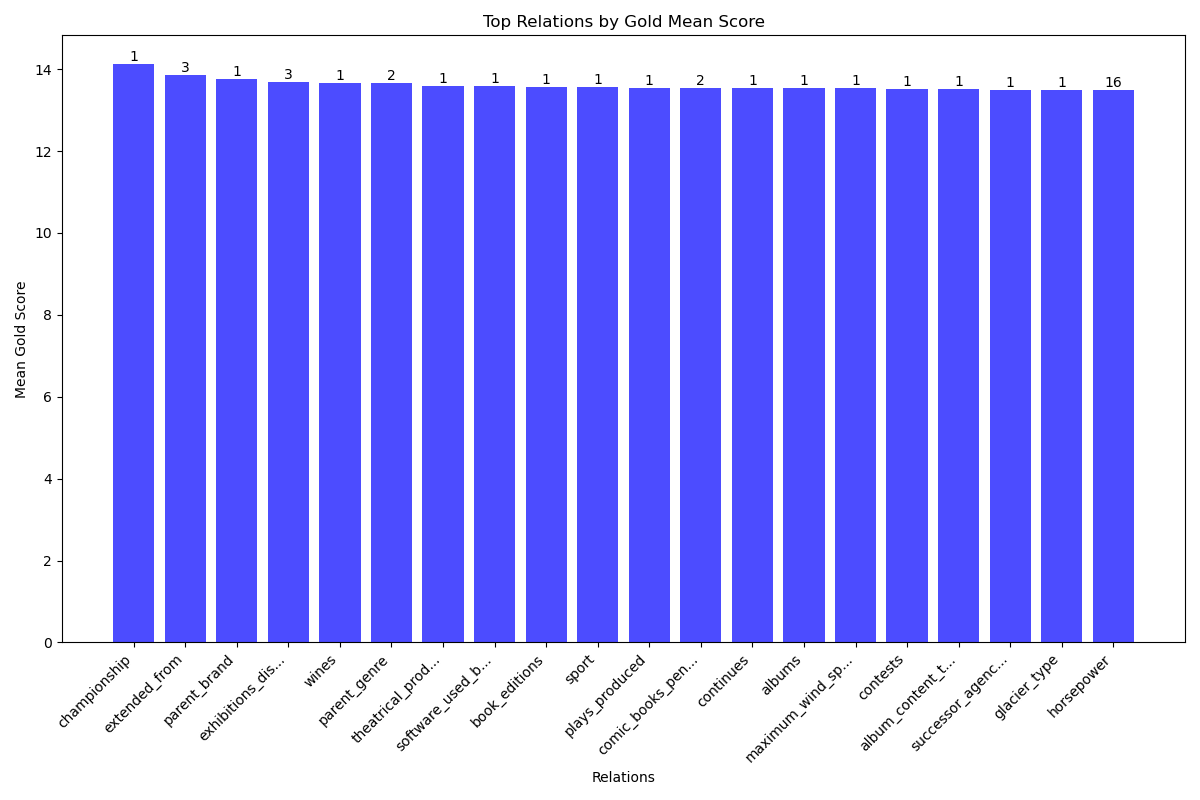 Top Relations by Gold Mean Score
1 3 1 3 1 2 1 1 1 1 1 2 1 1 1 1 1 1 1 16
14
12
10
8
6
4
2
0
Mean Gold Score
championship
extended_from
parent_brand
exhibitions_dis...
wines
parent_genre
theatrical_prod...
software_used_b...
book_editions
sport
plays_produced
comic_books_pen...
continues
albums
maximum_wind_sp...
contests
album_content_t...
successor_agenc...
glacier_type
horsepower
Relations